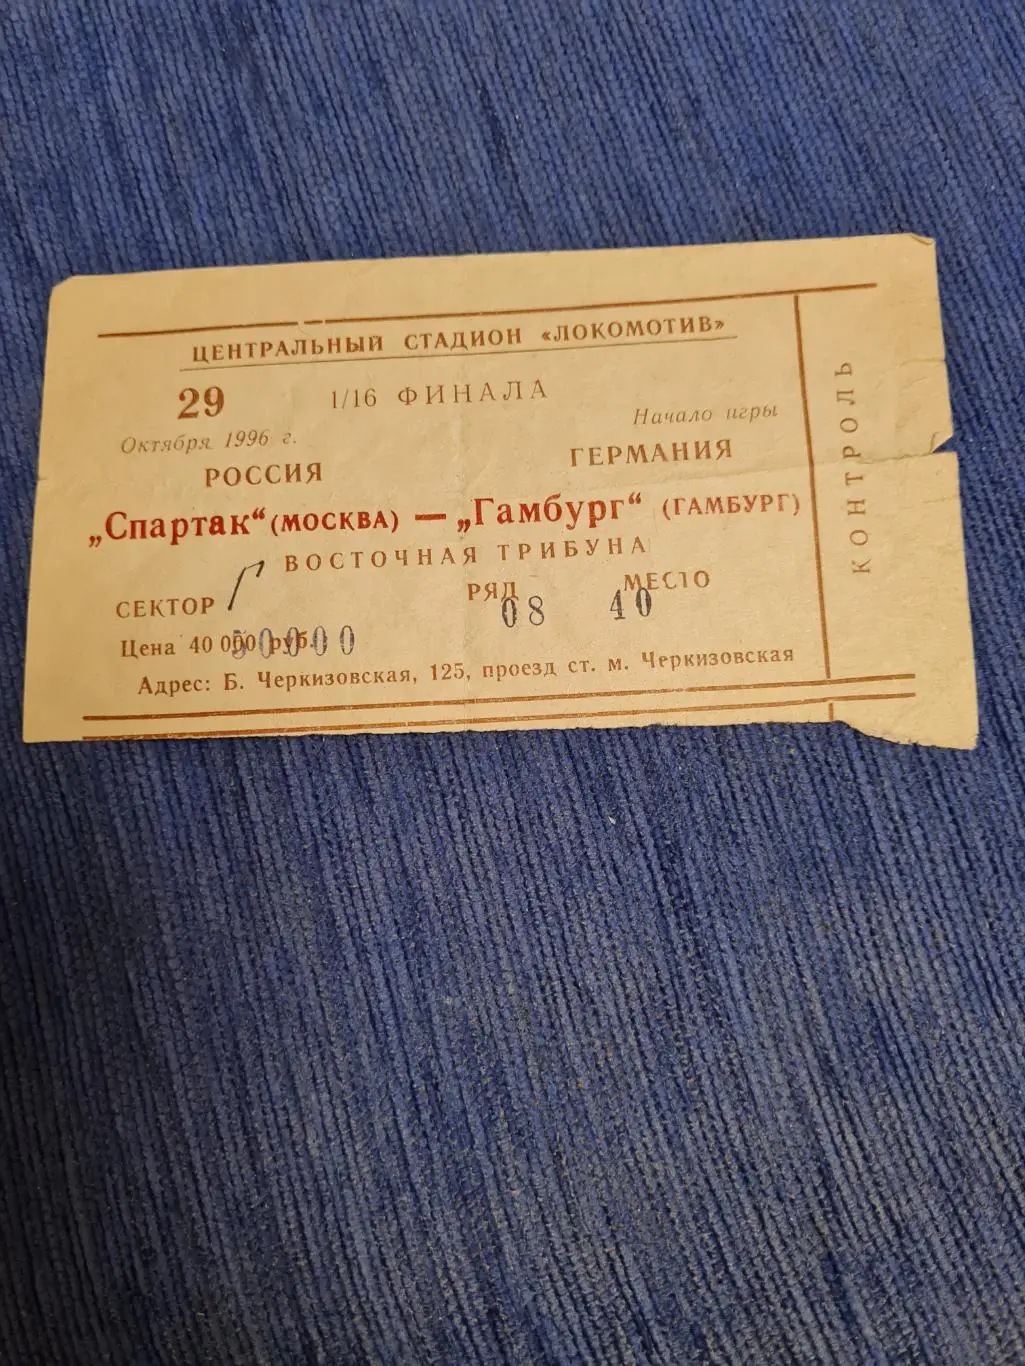 ЦЕНТРАЛЬНЫЙ СТАДИОН «ЛОКОМОТИВ»
29 1/16 ФИНАЛА
Октября 1996 г. Начало игры
РОССИЯ ГЕРМАНИЯ
„Спартак“ (МОСКВА) — „Гамбург“ (ГАМБУРГ)
ВОСТОЧНАЯ ТРИБУНА
СЕКТОР Г РЯД 08 МЕСТО 40
Цена 40 000 руб. 50000
Адрес: Б. Черкизовская, 125, проезд ст. м. Черкизовская
КОНТРОЛЬ